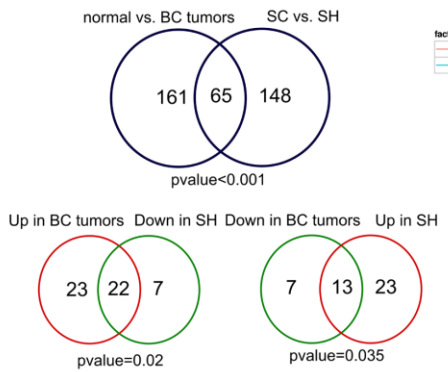 normal vs. BC tumors SC vs. SH
fact
161 65 148
pvalue<0.001
Up in BC tumors Down in SH Down in BC tumors Up in SH
23 22 7 7 13 23
pvalue=0.02 pvalue=0.035